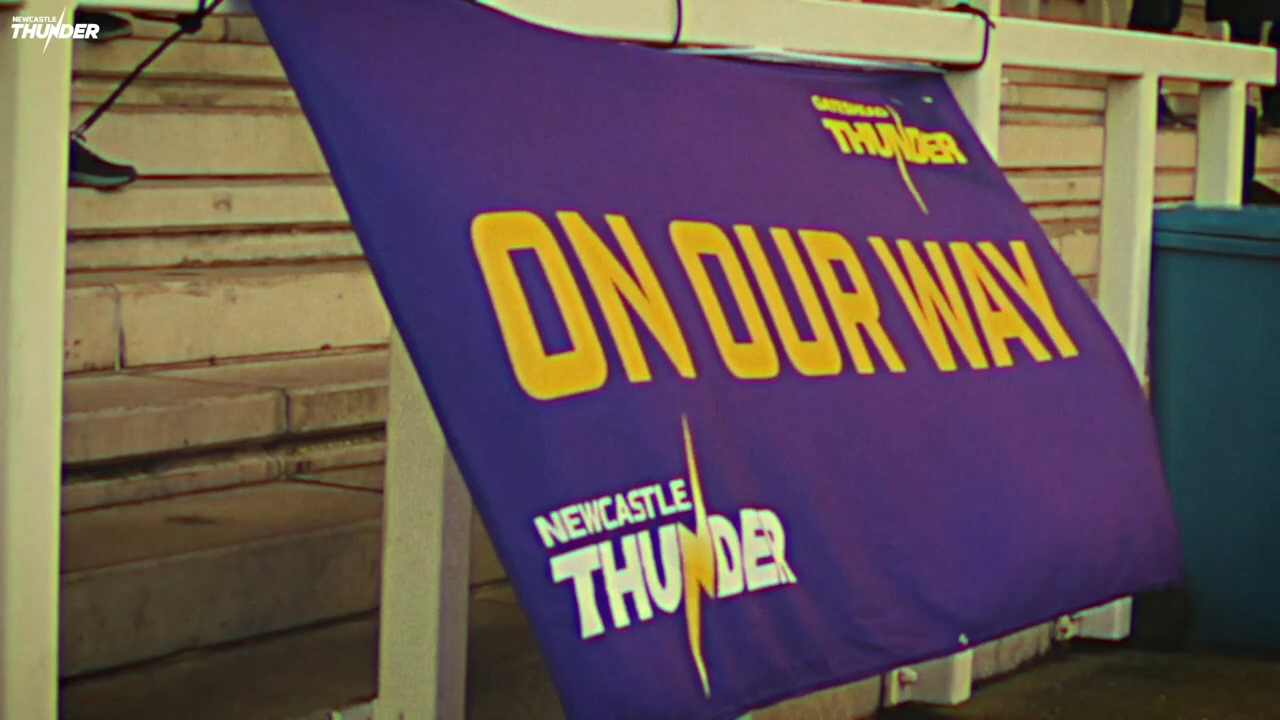 NEWCASTLE
THUNDER
GATESHEAD
THUNDER
ON OUR WAY
NEWCASTLE
THUNDER